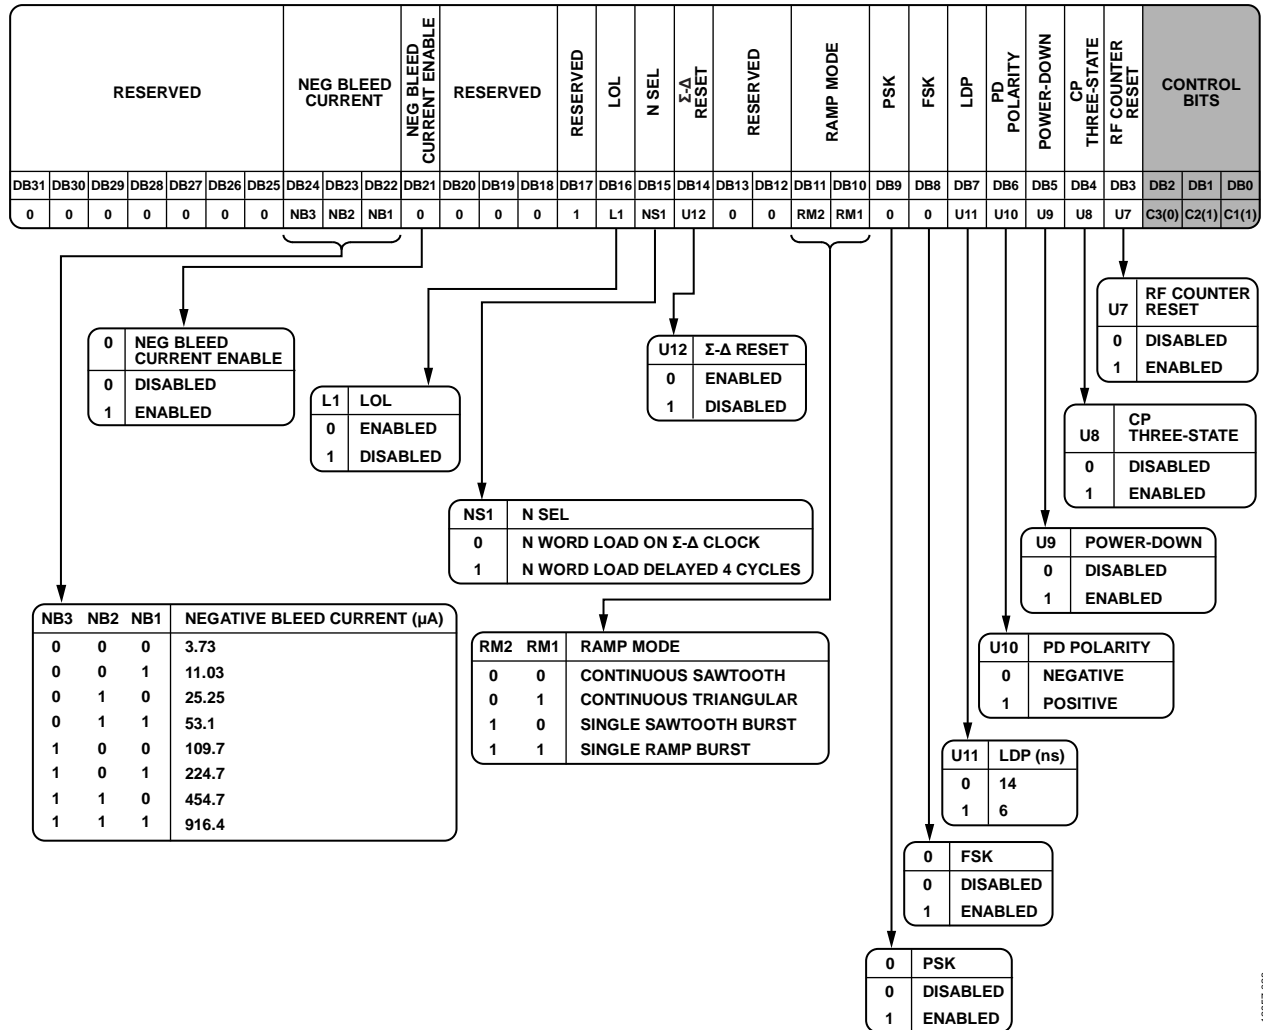 RESERVED
NEG BLEED
CURRENT
NEG BLEED
CURRENT ENABLE
RESERVED
RESERVED
LOL
N SEL
Σ-Δ
RESET
RESERVED
RAMP MODE
PSK
FSK
LDP
PD
POLARITY
POWER-DOWN
CP
THREE-STATE
RF COUNTER
RESET
CONTROL
BITS
DB31 DB30 DB29 DB28 DB27 DB26 DB25 DB24 DB23 DB22 DB21 DB20 DB19 DB18 DB17 DB16 DB15 DB14 DB13 DB12 DB11 DB10 DB9 DB8 DB7 DB6 DB5 DB4 DB3 DB2 DB1 DB0
0 0 0 0 0 0 0 NB3 NB2 NB1 0 0 0 0 1 L1 NS1 U12 0 0 RM2 RM1 0 0 U11 U10 U9 U8 U7 C3(0) C2(1) C1(1)
U7 RF COUNTER
RESET
0 DISABLED
1 ENABLED
0 NEG BLEED
CURRENT ENABLE
0 DISABLED
1 ENABLED
U12 Σ-Δ RESET
0 ENABLED
1 DISABLED
L1 LOL
0 ENABLED
1 DISABLED
U8 CP
THREE-STATE
0 DISABLED
1 ENABLED
NS1 N SEL
0 N WORD LOAD ON Σ-Δ CLOCK
1 N WORD LOAD DELAYED 4 CYCLES
U9 POWER-DOWN
0 DISABLED
1 ENABLED
NB3 NB2 NB1 NEGATIVE BLEED CURRENT (µA)
0 0 0 3.73
0 0 1 11.03
0 1 0 25.25
0 1 1 53.1
1 0 0 109.7
1 0 1 224.7
1 1 0 454.7
1 1 1 916.4
RM2 RM1 RAMP MODE
0 0 CONTINUOUS SAWTOOTH
0 1 CONTINUOUS TRIANGULAR
1 0 SINGLE SAWTOOTH BURST
1 1 SINGLE RAMP BURST
U10 PD POLARITY
0 NEGATIVE
1 POSITIVE
U11 LDP (ns)
0 14
1 6
0 FSK
0 DISABLED
1 ENABLED
0 PSK
0 DISABLED
1 ENABLED